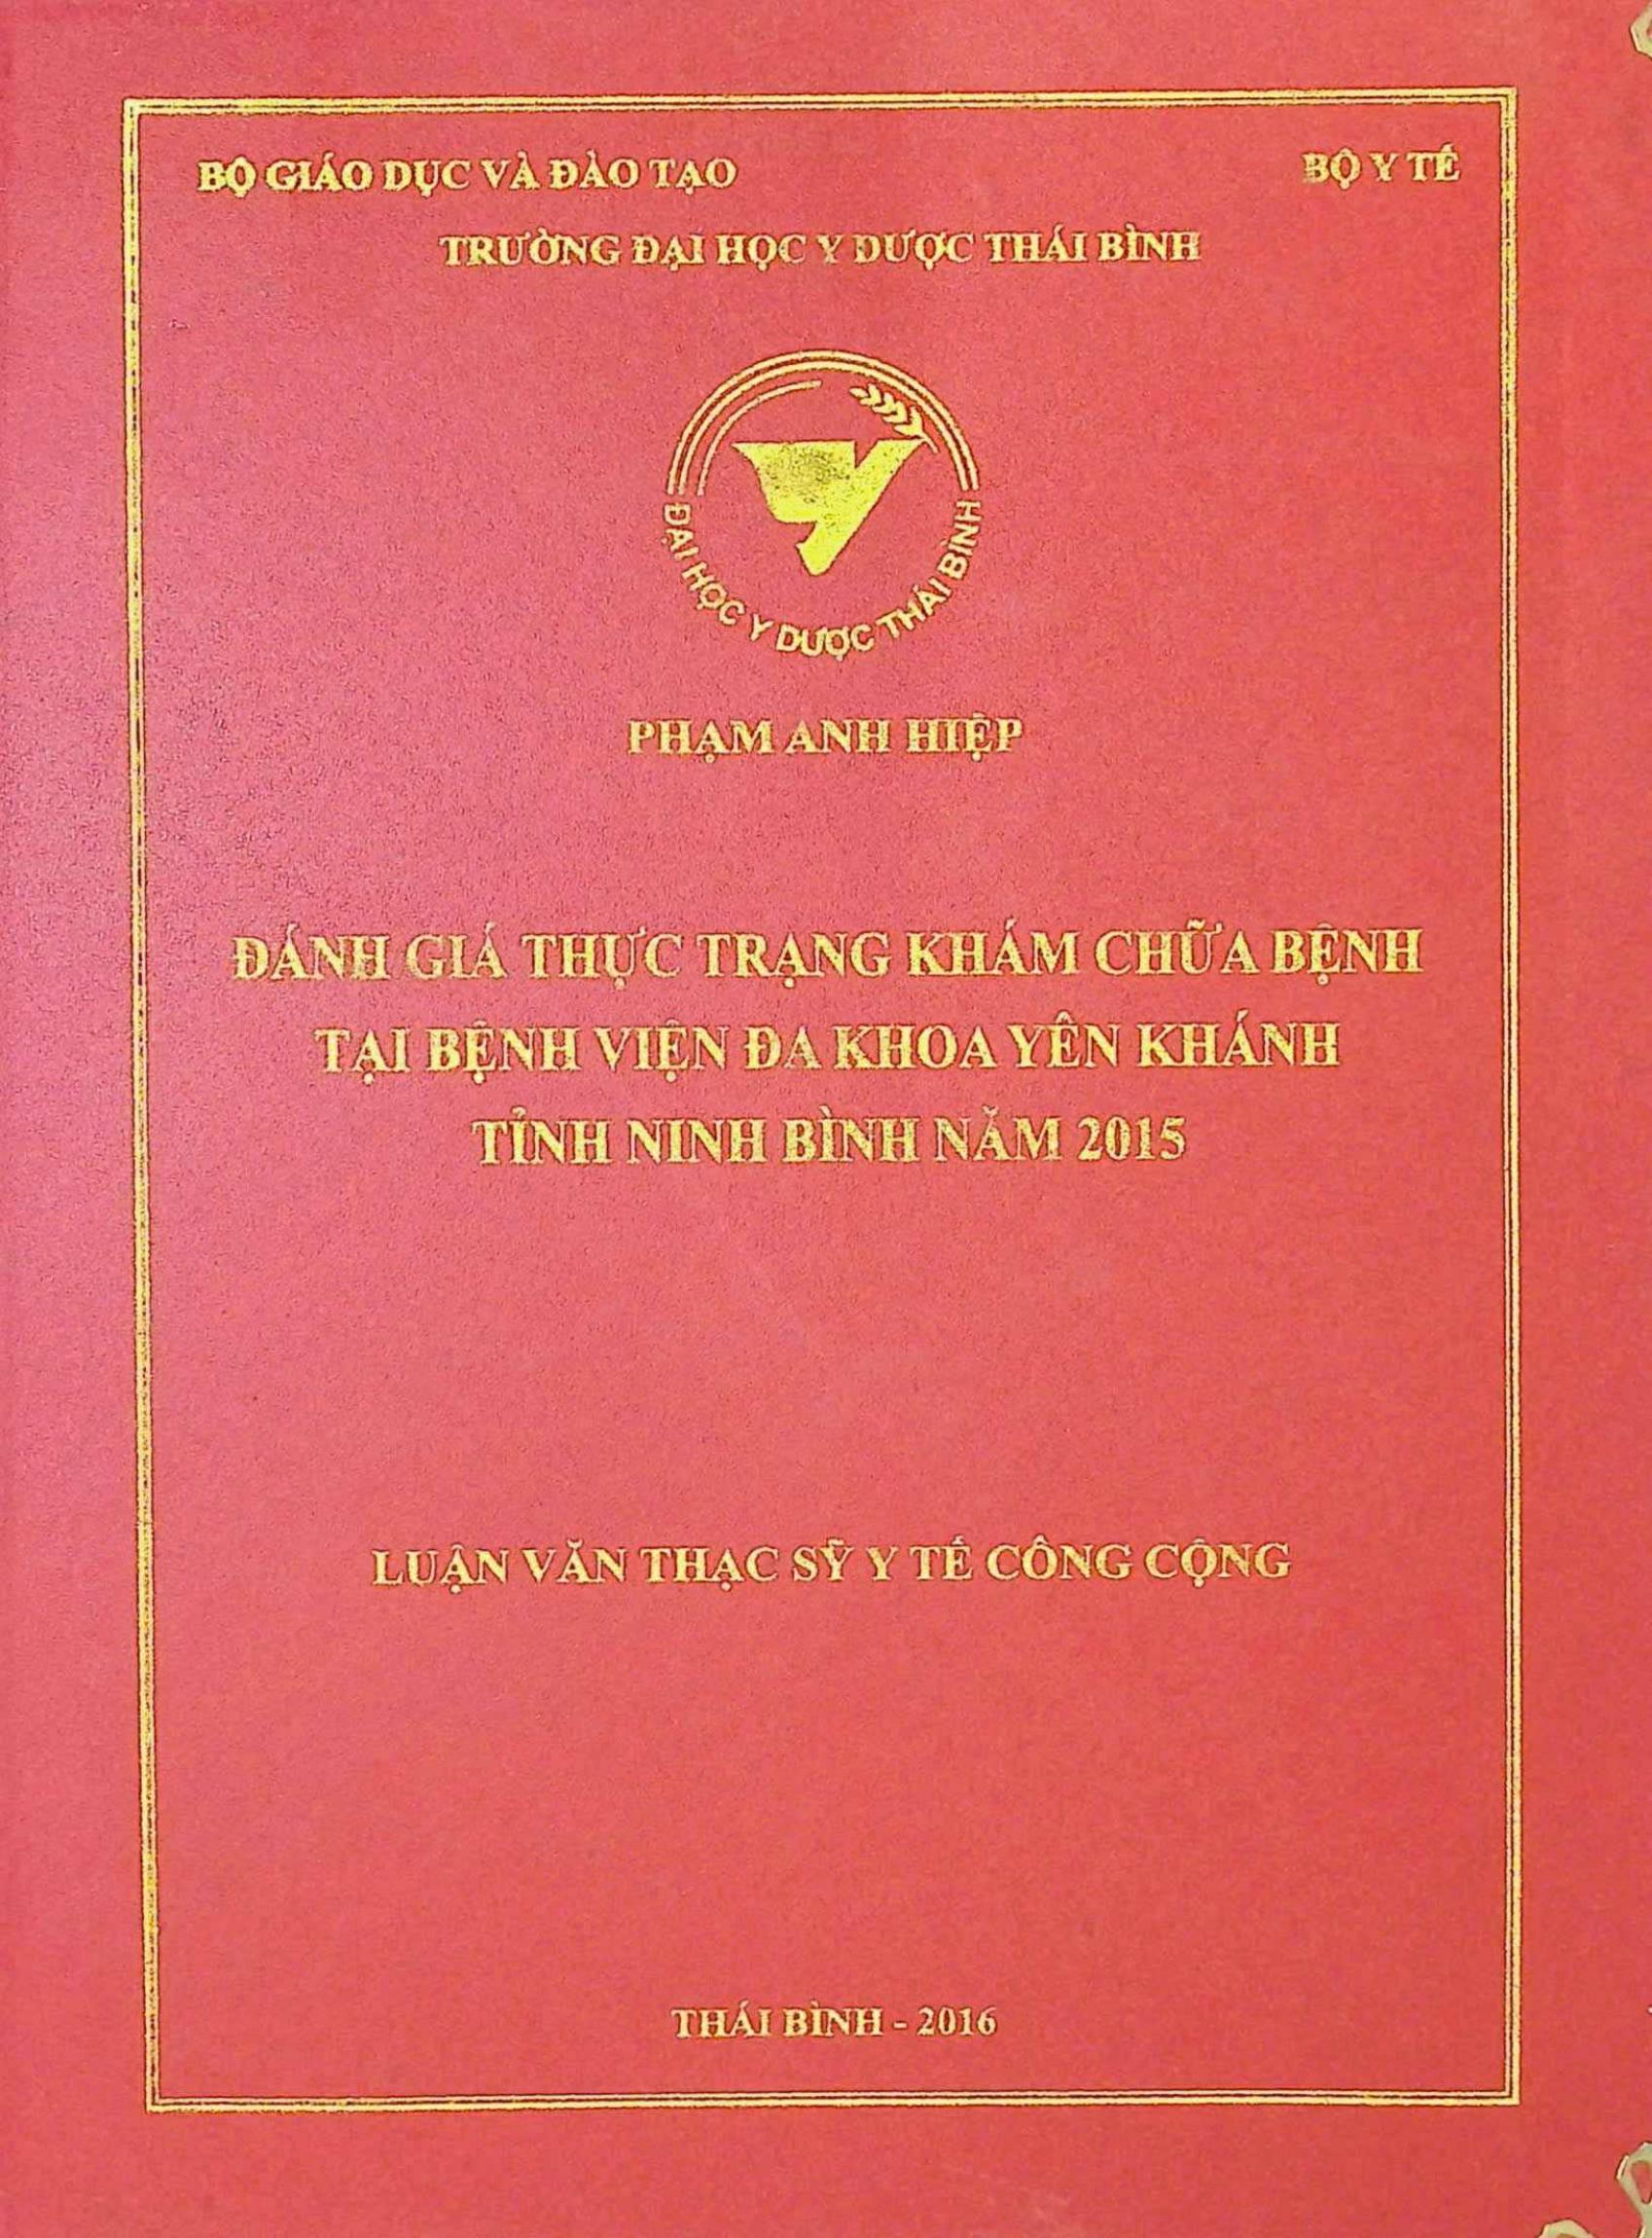 BỘ GIÁO DỤC VÀ ĐÀO TẠO BỘ Y TẾ
TRƯỜNG ĐẠI HỌC Y DƯỢC THÁI BÌNH
ĐẠI HỌC Y DƯỢC THÁI BÌNH
PHẠM ANH HIỆP
ĐÁNH GIÁ THỰC TRẠNG KHÁM CHỮA BỆNH
TẠI BỆNH VIỆN ĐA KHOA YÊN KHÁNH
TỈNH NINH BÌNH NĂM 2015
LUẬN VĂN THẠC SỸ Y TẾ CÔNG CỘNG
THÁI BÌNH - 2016